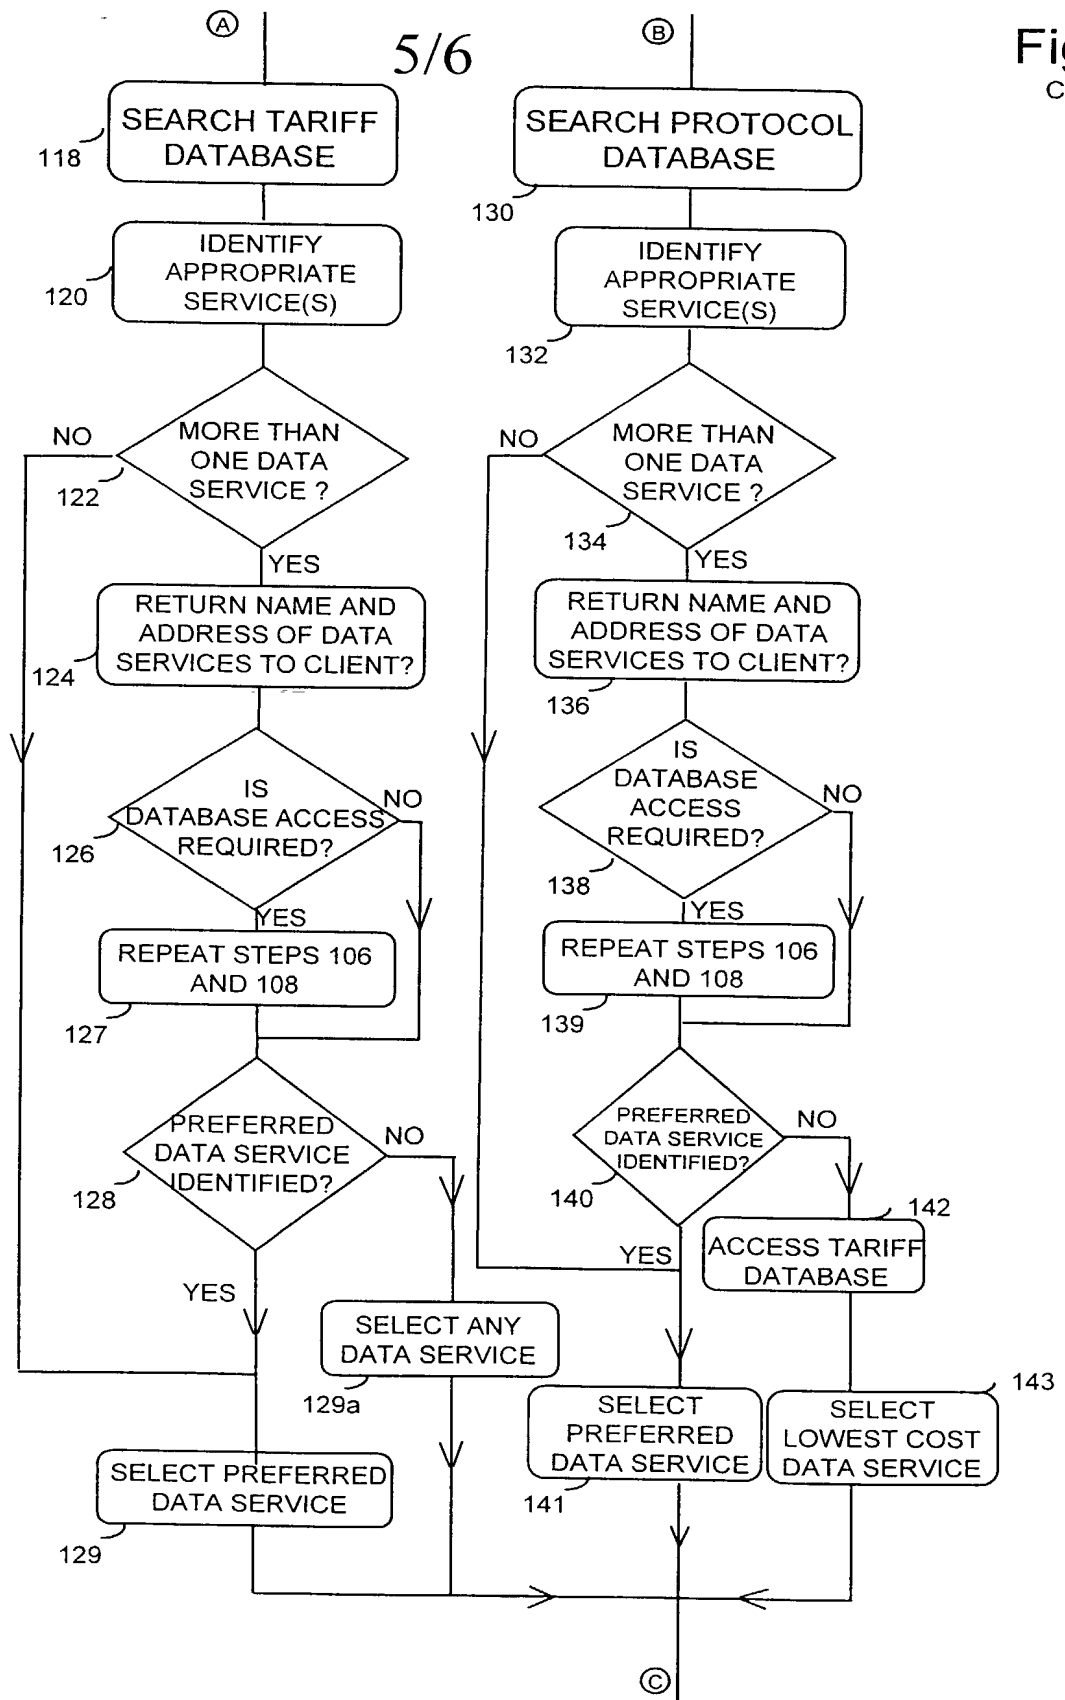 A
5/6
B
SEARCH TARIFF
DATABASE
118
IDENTIFY
APPROPRIATE
SERVICE(S)
120
NO
MORE THAN
ONE DATA
SERVICE ?
122
YES
RETURN NAME AND
ADDRESS OF DATA
SERVICES TO CLIENT?
124
IS
DATABASE ACCESS
REQUIRED?
NO
126
YES
REPEAT STEPS 106
AND 108
127
PREFERRED
DATA SERVICE
IDENTIFIED?
NO
128
YES
SELECT ANY
DATA SERVICE
129a
SELECT PREFERRED
DATA SERVICE
129
SEARCH PROTOCOL
DATABASE
130
IDENTIFY
APPROPRIATE
SERVICE(S)
132
NO
MORE THAN
ONE DATA
SERVICE ?
134
YES
RETURN NAME AND
ADDRESS OF DATA
SERVICES TO CLIENT?
136
IS
DATABASE
ACCESS
REQUIRED?
NO
138
YES
REPEAT STEPS 106
AND 108
139
PREFERRED
DATA SERVICE
IDENTIFIED?
NO
140
YES
142
ACCESS TARIFF
DATABASE
SELECT
PREFERRED
DATA SERVICE
141
143
SELECT
LOWEST COST
DATA SERVICE
C